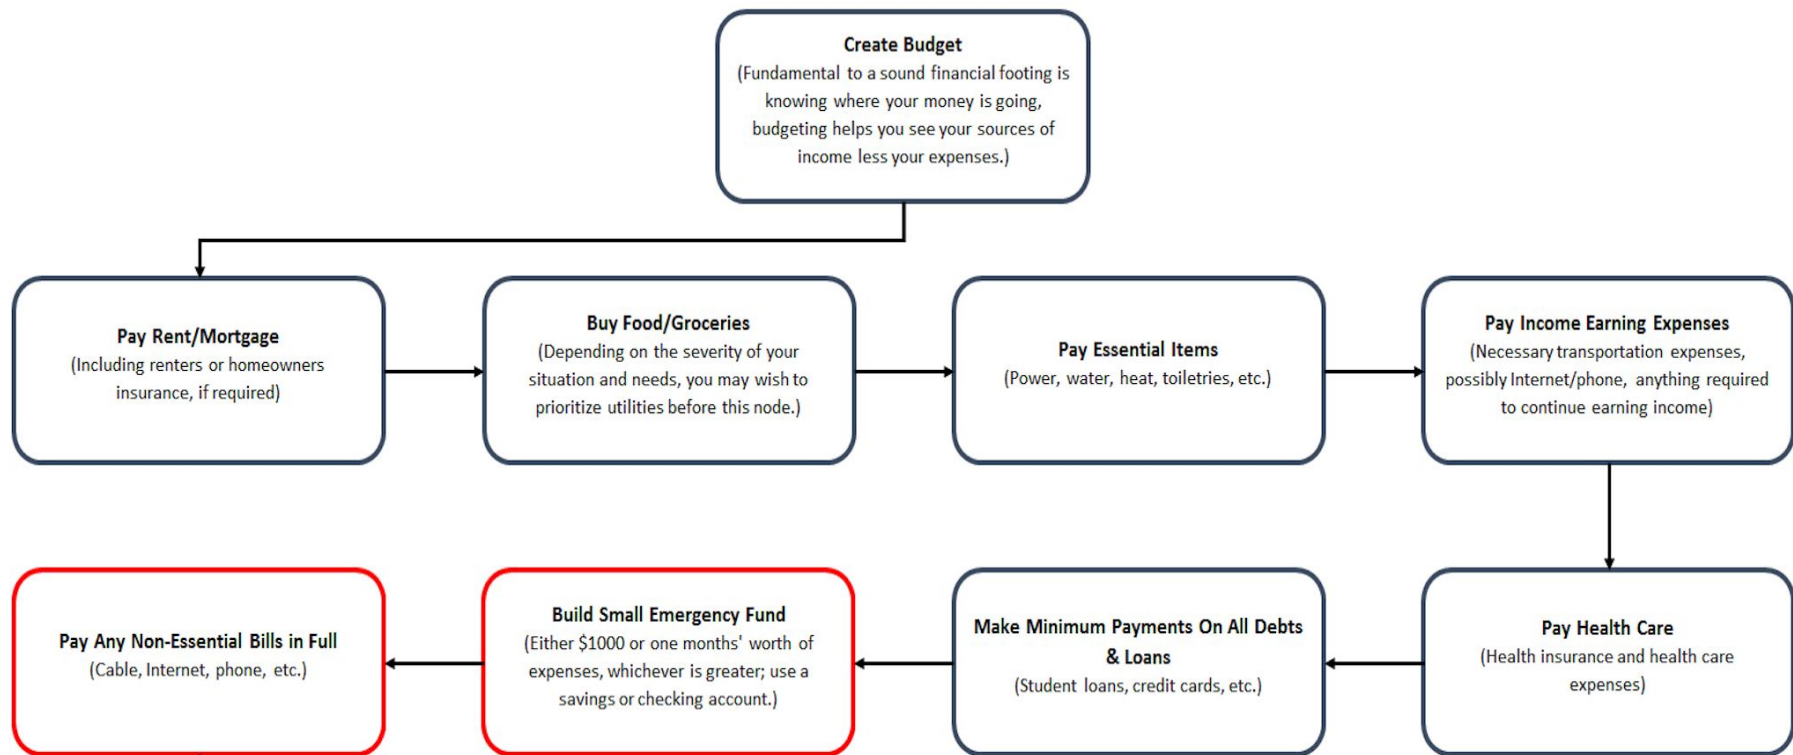 Create Budget
(Fundamental to a sound financial footing is
knowing where your money is going,
budgeting helps you see your sources of
income less your expenses.)
Pay Rent/Mortgage
(Including renters or homeowners
insurance, if required)
Buy Food/Groceries
(Depending on the severity of your
situation and needs, you may wish to
prioritize utilities before this node.)
Pay Essential Items
(Power, water, heat, toiletries, etc.)
Pay Income Earning Expenses
(Necessary transportation expenses,
possibly Internet/phone, anything required
to continue earning income)
Pay Health Care
(Health insurance and health care
expenses)
Make Minimum Payments On All Debts
& Loans
(Student loans, credit cards, etc.)
Build Small Emergency Fund
(Either $1000 or one months' worth of
expenses, whichever is greater; use a
savings or checking account.)
Pay Any Non-Essential Bills in Full
(Cable, Internet, phone, etc.)